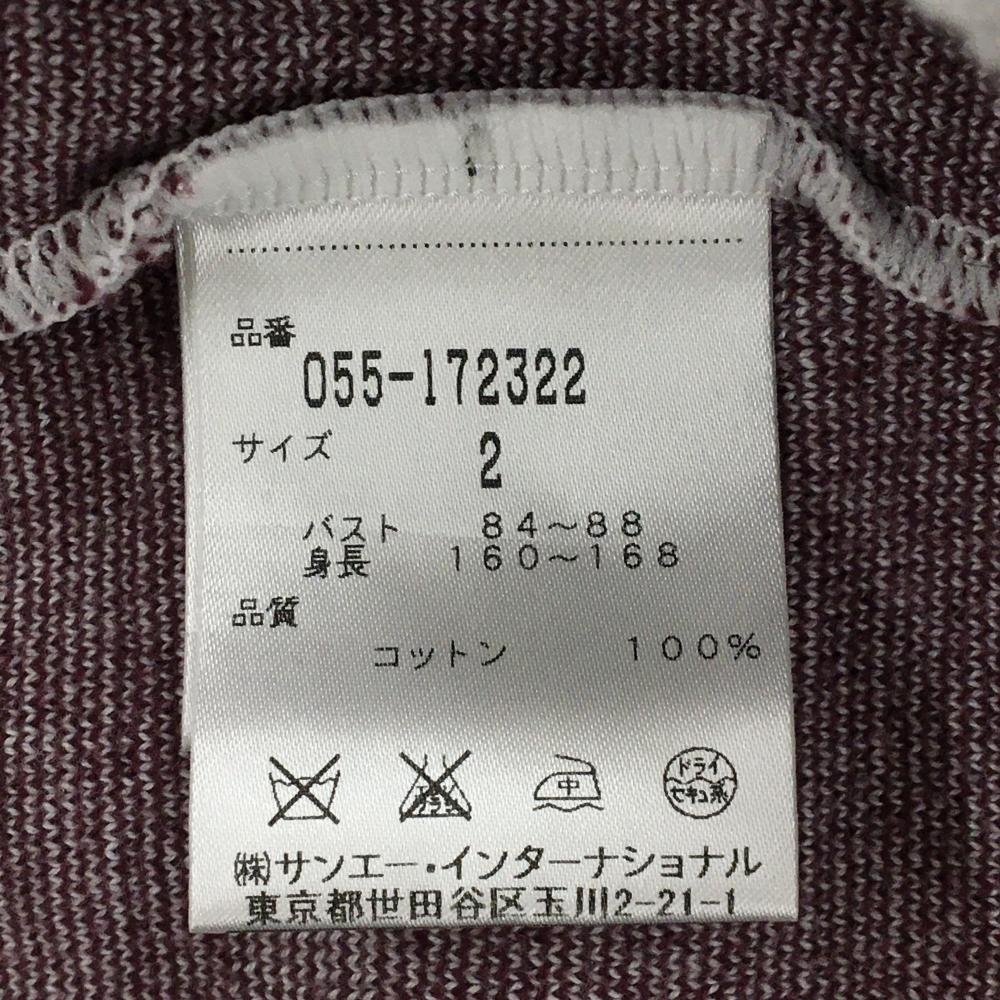 品番
055-172322
サイズ 2
バスト 84～88
身長 160～168
品質
コットン 100%
中 ドライ
セキユ系
㈱サンエー・インターナショナル
東京都世田谷区玉川2-21-1